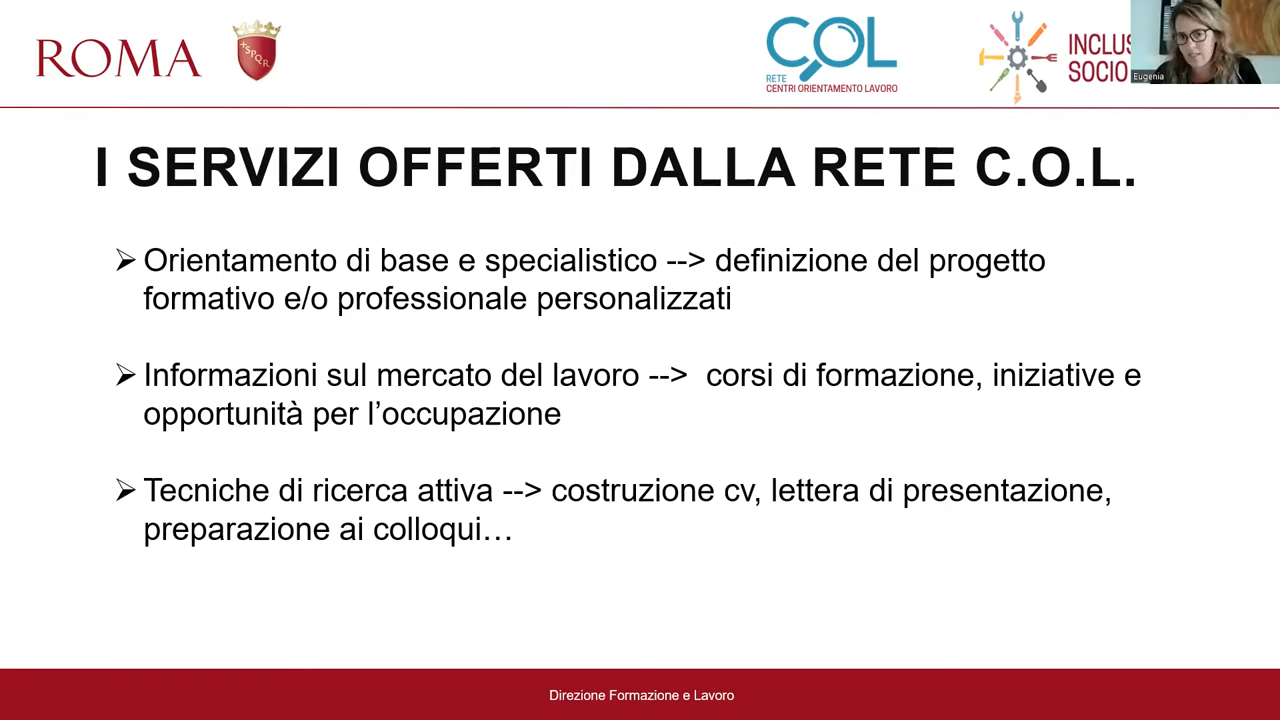 ROMA
SPQR
COL
RETE
CENTRI ORIENTAMENTO LAVORO
INCLUS
SOCIO
Eugenia
I SERVIZI OFFERTI DALLA RETE C.O.L.
➢ Orientamento di base e specialistico --> definizione del progetto
formativo e/o professionale personalizzati
➢ Informazioni sul mercato del lavoro --> corsi di formazione, iniziative e
opportunità per l’occupazione
➢ Tecniche di ricerca attiva --> costruzione cv, lettera di presentazione,
preparazione ai colloqui…
Direzione Formazione e Lavoro